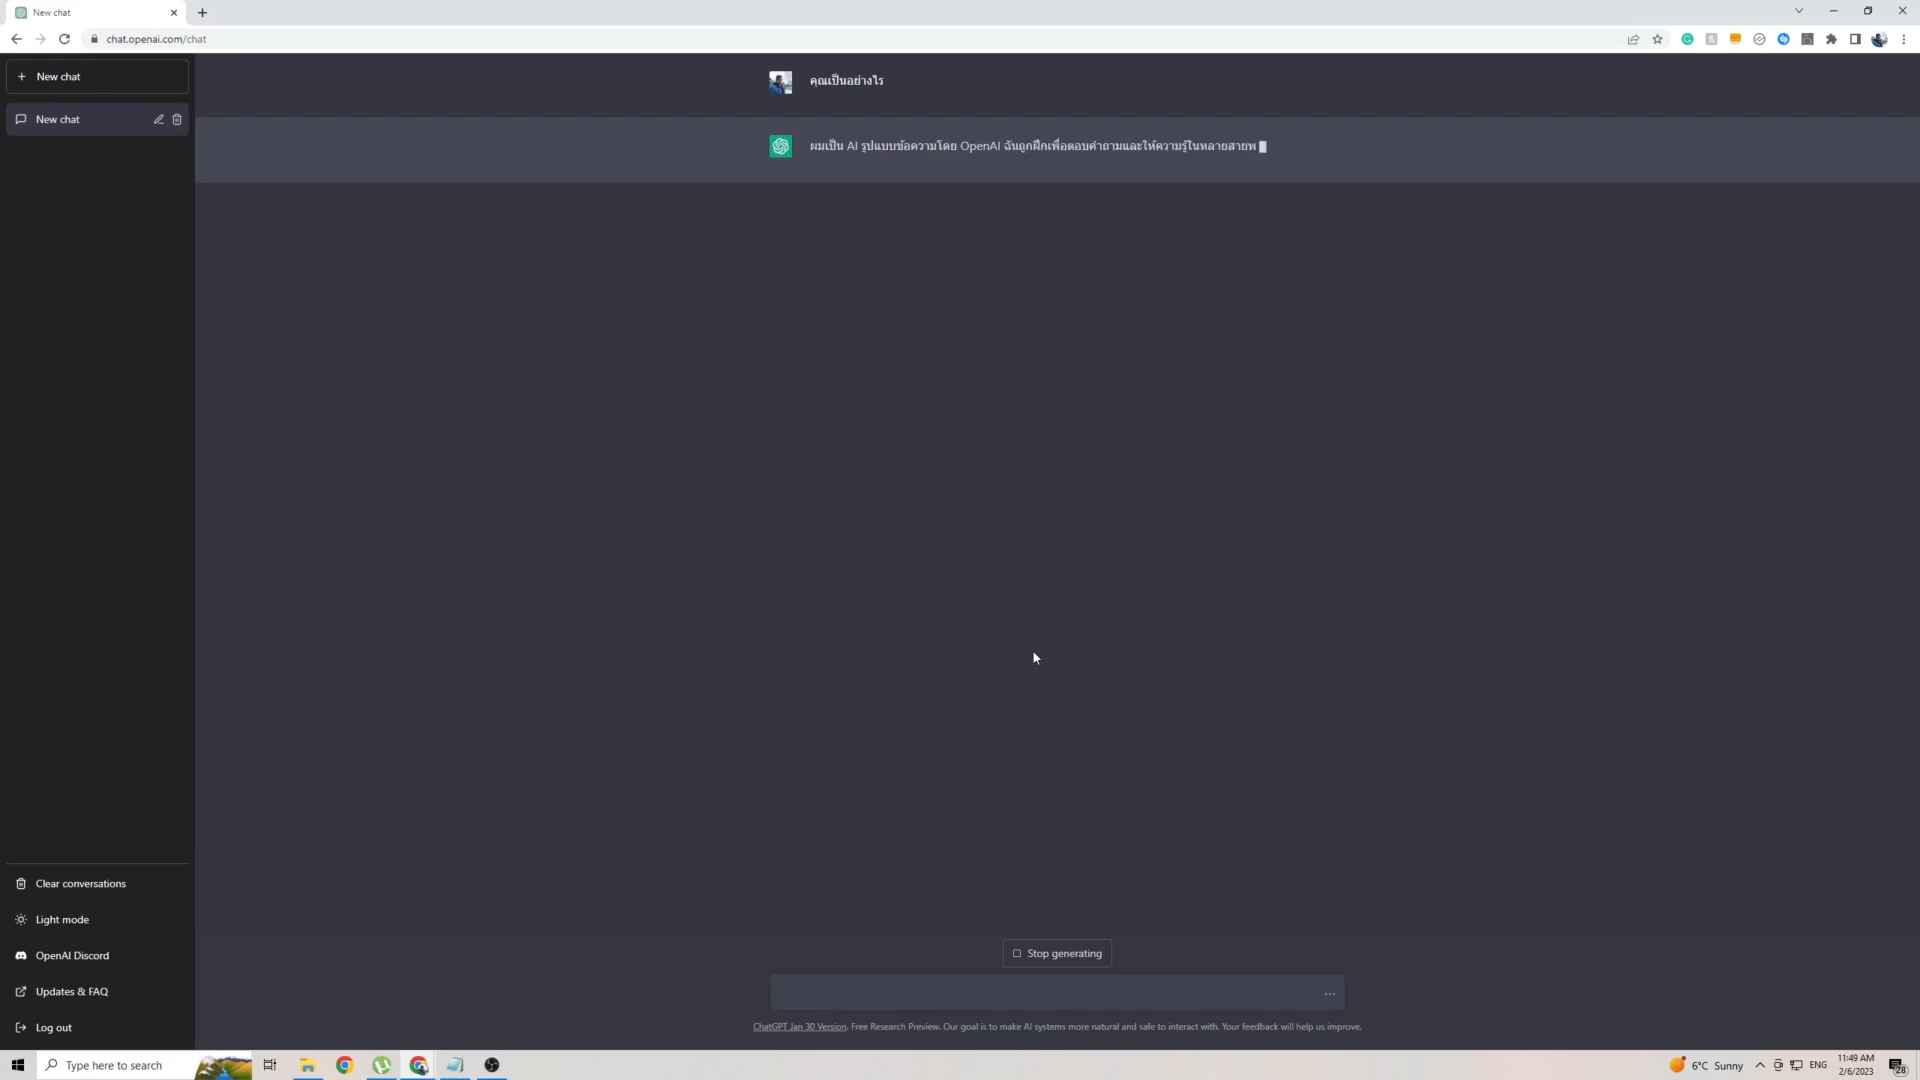 New chat
chat.openai.com/chat
New chat
New chat
คุณเป็นอย่างไร
ผมเป็น AI รูปแบบข้อความโดย OpenAI ฉันถูกฝึกเพื่อตอบคำถามและให้ความรู้ในหลายสายพ
Clear conversations
Light mode
OpenAI Discord
Updates & FAQ
Log out
Stop generating
ChatGPT Jan 30 Version. Free Research Preview. Our goal is to make AI systems more natural and safe to interact with. Your feedback will help us improve.
Type here to search
6°C Sunny
ENG
11:49 AM
2/6/2023
28